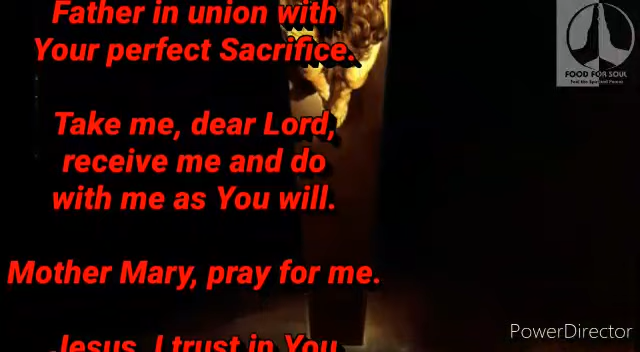 Father in union with
Your perfect Sacrifice.
Take me, dear Lord,
receive me and do
with me as You will.
Mother Mary, pray for me.
Jesus, I trust in You
FOOD FOR SOUL
PowerDirector